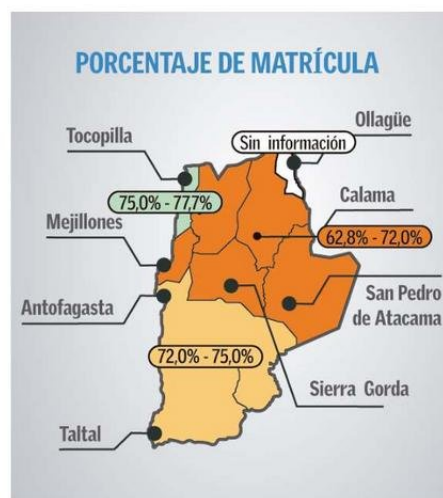 PORCENTAJE DE MATRÍCULA
Ollagüe
Tocopilla
Sin información
75,0% - 77,7%
Calama
62,8% - 72,0%
Mejillones
San Pedro
de Atacama
Antofagasta
72,0% - 75,0%
Sierra Gorda
Taltal